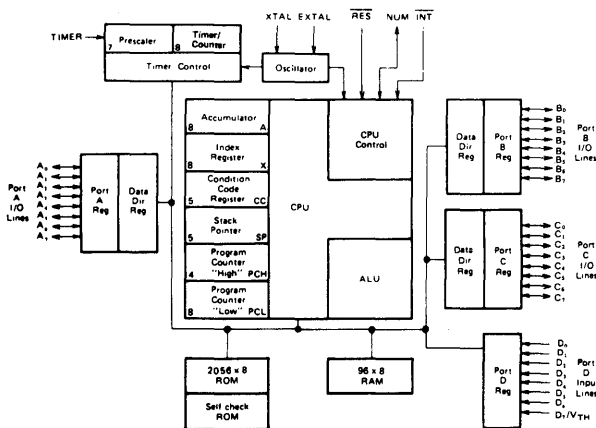 XTAL EXTAL RES NUM INT
TIMER
Prescaler
7
Timer/
Counter
8
Timer Control
Oscillator
Accumulator
8 A
Index
Register
8 X
Condition
Code
Register
5 CC
Stack
Pointer
5 SP
Program
Counter
"High"
4 PCH
Program
Counter
"Low"
8 PCL
CPU
CPU
Control
ALU
Port
A
I/O
Lines
A₀
A₁
A₂
A₃
A₄
A₅
A₆
A₇
Port
A
Reg
Data
Dir
Reg
Data
Dir
Reg
Port
B
Reg
B₀
B₁
B₂
B₃
B₄
B₅
B₆
B₇
Port
B
I/O
Lines
Data
Dir
Reg
Port
C
Reg
C₀
C₁
C₂
C₃
C₄
C₅
C₆
C₇
Port
C
I/O
Lines
Port
D
Reg
D₀
D₁
D₂
D₃
D₄
D₅
D₆
D₇/VTH
Port
D
Input
Lines
2056 x 8
ROM
Self check
ROM
96 x 8
RAM